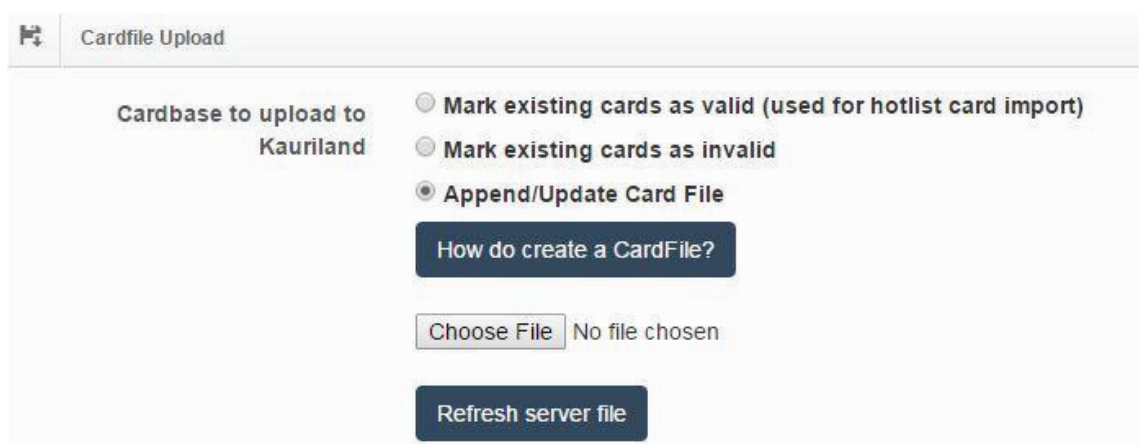 Cardfile Upload
Cardbase to upload to
Kauriland
Mark existing cards as valid (used for hotlist card import)
Mark existing cards as invalid
Append/Update Card File
How do create a CardFile?
Choose File No file chosen
Refresh server file